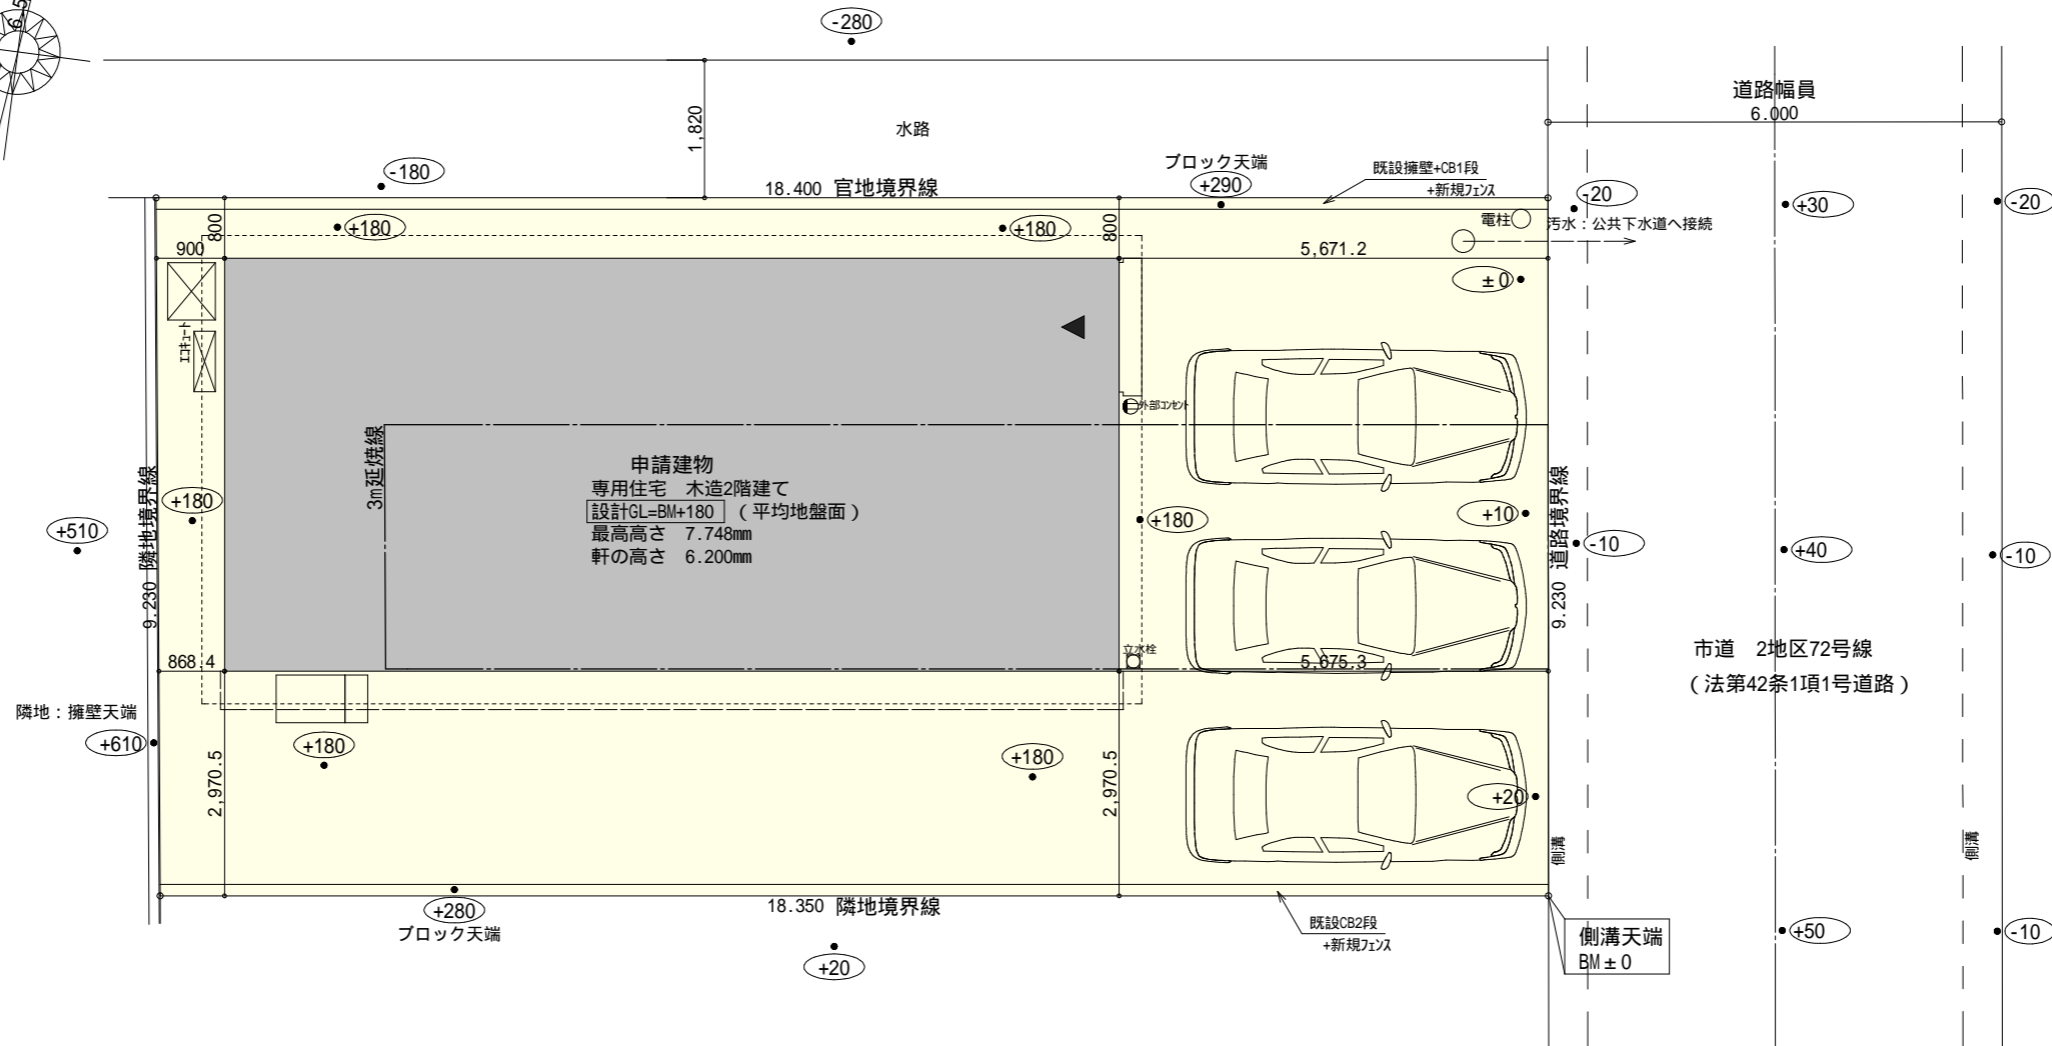 -280
道路幅員
6.000
1,820
水路
-180
ブロック天端
+290
既設擁壁+CB1段
+新規フェンス
18.400 官地境界線
-20
+30
-20
800
+180
+180
800
電柱
汚水：公共下水道へ接続
900
5,671.2
±0
エコキュート
外部コンセント
3m延焼線
申請建物
専用住宅 木造2階建て
設計GL=BM+180 （平均地盤面）
最高高さ 7.748mm
軒の高さ 6.200mm
+180
+510
9.230 隣地境界線
+180
+10
9.230 道路境界線
-10
+40
-10
立水栓
868.4
5,675.3
市道 2地区72号線
（法第42条1項1号道路）
隣地：擁壁天端
+610
+180
+180
2,970.5
2,970.5
+20
側溝
側溝
+280
ブロック天端
18.350 隣地境界線
既設CB2段
+新規フェンス
+20
側溝天端
BM±0
+50
-10